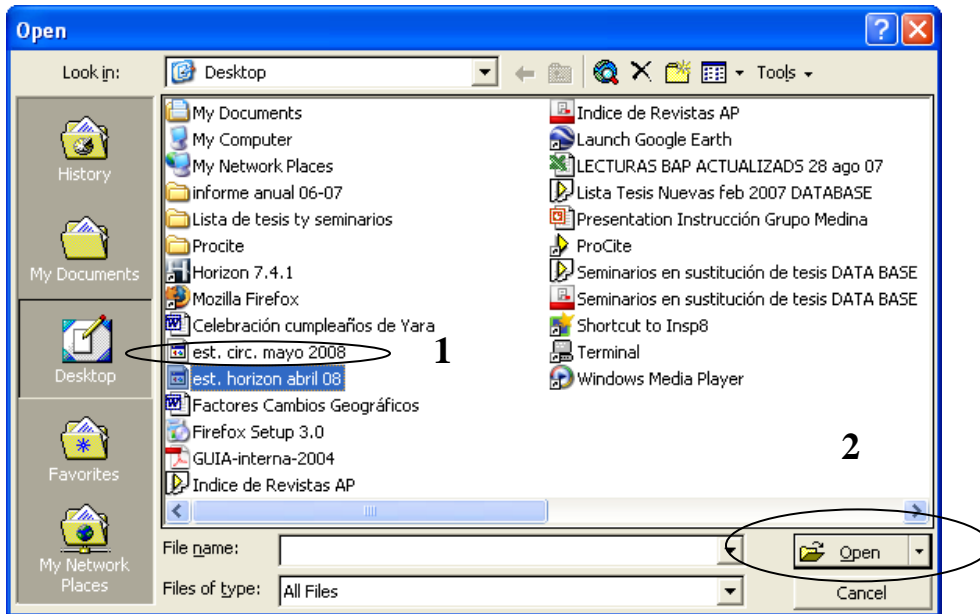 Open
Look in:
Desktop
Tools
History
My Documents
Desktop
Favorites
My Network
Places
My Documents
My Computer
My Network Places
informe anual 06-07
Lista de tesis ty seminarios
Procite
Horizon 7.4.1
Mozilla Firefox
Celebración cumpleaños de Yara
est. circ. mayo 2008
est. horizon abril 08
Factores Cambios Geográficos
Firefox Setup 3.0
GUIA-interna-2004
Indice de Revistas AP
Indice de Revistas AP
Launch Google Earth
LECTURAS BAP ACTUALIZADS 28 ago 07
Lista Tesis Nuevas feb 2007 DATABASE
Presentation Instrucción Grupo Medina
ProCite
Seminarios en sustitución de tesis DATA BASE
Seminarios en sustitución de tesis DATA BASE
Shortcut to Insp8
Terminal
Windows Media Player
1
2
File name:
Open
Files of type:
All Files
Cancel